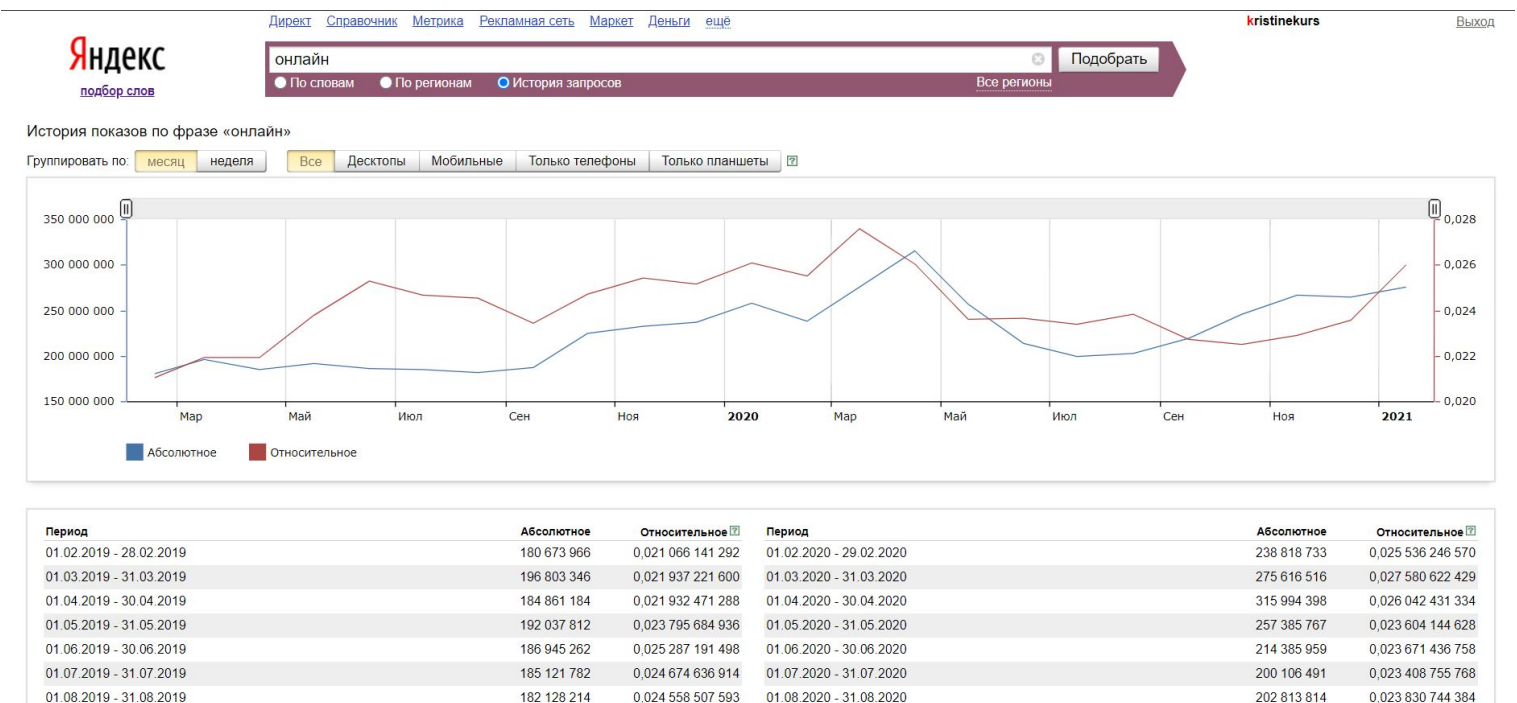 Директ Справочник Метрика Рекламная сеть Маркет Деньги ещё kristinekurs Выход
Яндекс
подбор слов
онлайн Подобрать
По словам По регионам История запросов Все регионы
История показов по фразе «онлайн»
Группировать по: месяц неделя Все Десктопы Мобильные Только телефоны Только планшеты ?
350 000 000 0,028
300 000 000 0,026
250 000 000 0,024
200 000 000 0,022
150 000 000 0,020
Мар Май Июл Сен Ноя 2020 Мар Май Июл Сен Ноя 2021
Абсолютное Относительное
Период Абсолютное Относительное ? Период Абсолютное Относительное ?
01.02.2019 - 28.02.2019 180 673 966 0,021 066 141 292 01.02.2020 - 29.02.2020 238 818 733 0,025 536 246 570
01.03.2019 - 31.03.2019 196 803 346 0,021 937 221 600 01.03.2020 - 31.03.2020 275 616 516 0,027 580 622 429
01.04.2019 - 30.04.2019 184 861 184 0,021 932 471 288 01.04.2020 - 30.04.2020 315 994 398 0,026 042 431 334
01.05.2019 - 31.05.2019 192 037 812 0,023 795 684 936 01.05.2020 - 31.05.2020 257 385 767 0,023 604 144 628
01.06.2019 - 30.06.2019 186 945 262 0,025 287 191 498 01.06.2020 - 30.06.2020 214 385 959 0,023 671 436 758
01.07.2019 - 31.07.2019 185 121 782 0,024 674 636 914 01.07.2020 - 31.07.2020 200 106 491 0,023 408 755 768
01.08.2019 - 31.08.2019 182 128 214 0,024 558 507 593 01.08.2020 - 31.08.2020 202 813 814 0,023 830 744 384